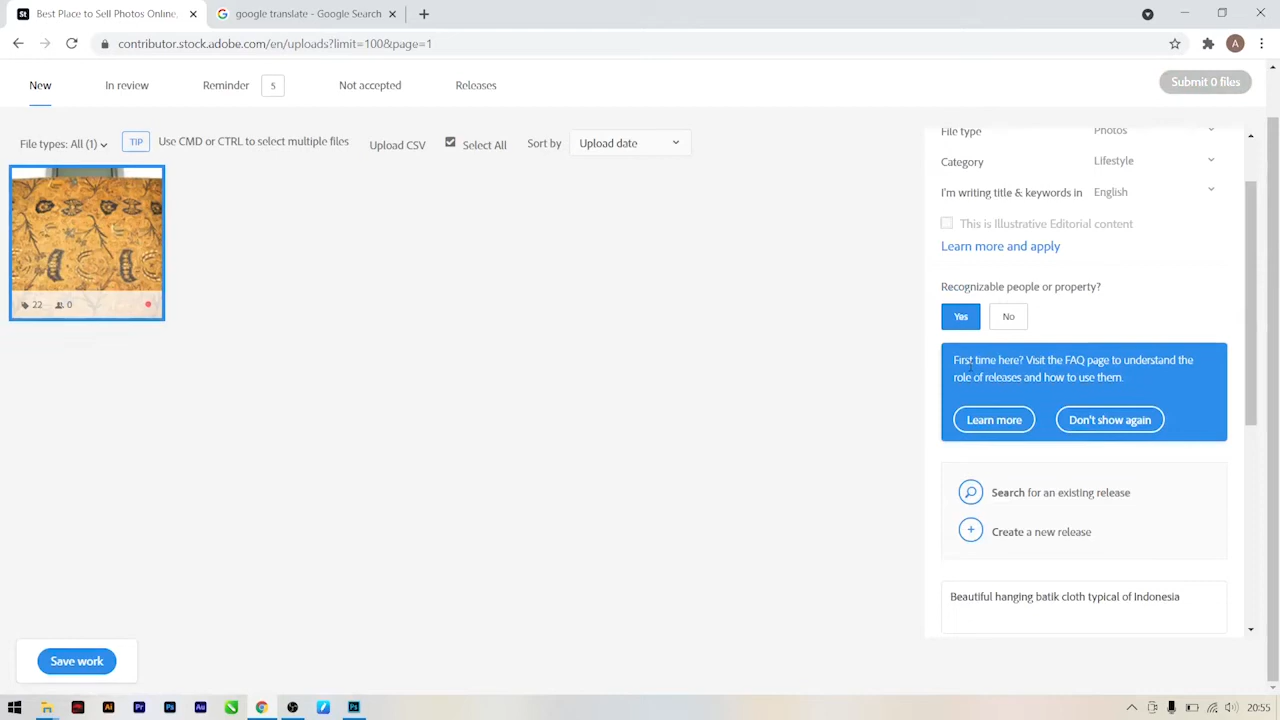 Best Place to Sell Photos Online.
google translate - Google Search
contributor.stock.adobe.com/en/uploads?limit=100&page=1
A
New
In review
Reminder
5
Not accepted
Releases
Submit 0 files
File types: All (1)
TIP
Use CMD or CTRL to select multiple files
Upload CSV
Select All
Sort by
Upload date
22
0
File type
Photos
Category
Lifestyle
I'm writing title & keywords in
English
This is Illustrative Editorial content
Learn more and apply
Recognizable people or property?
Yes
No
First time here? Visit the FAQ page to understand the
role of releases and how to use them.
Learn more
Don't show again
Search for an existing release
Create a new release
Beautiful hanging batik cloth typical of Indonesia
Save work
Ai
Pr
Ps
Au
Ps
20:55